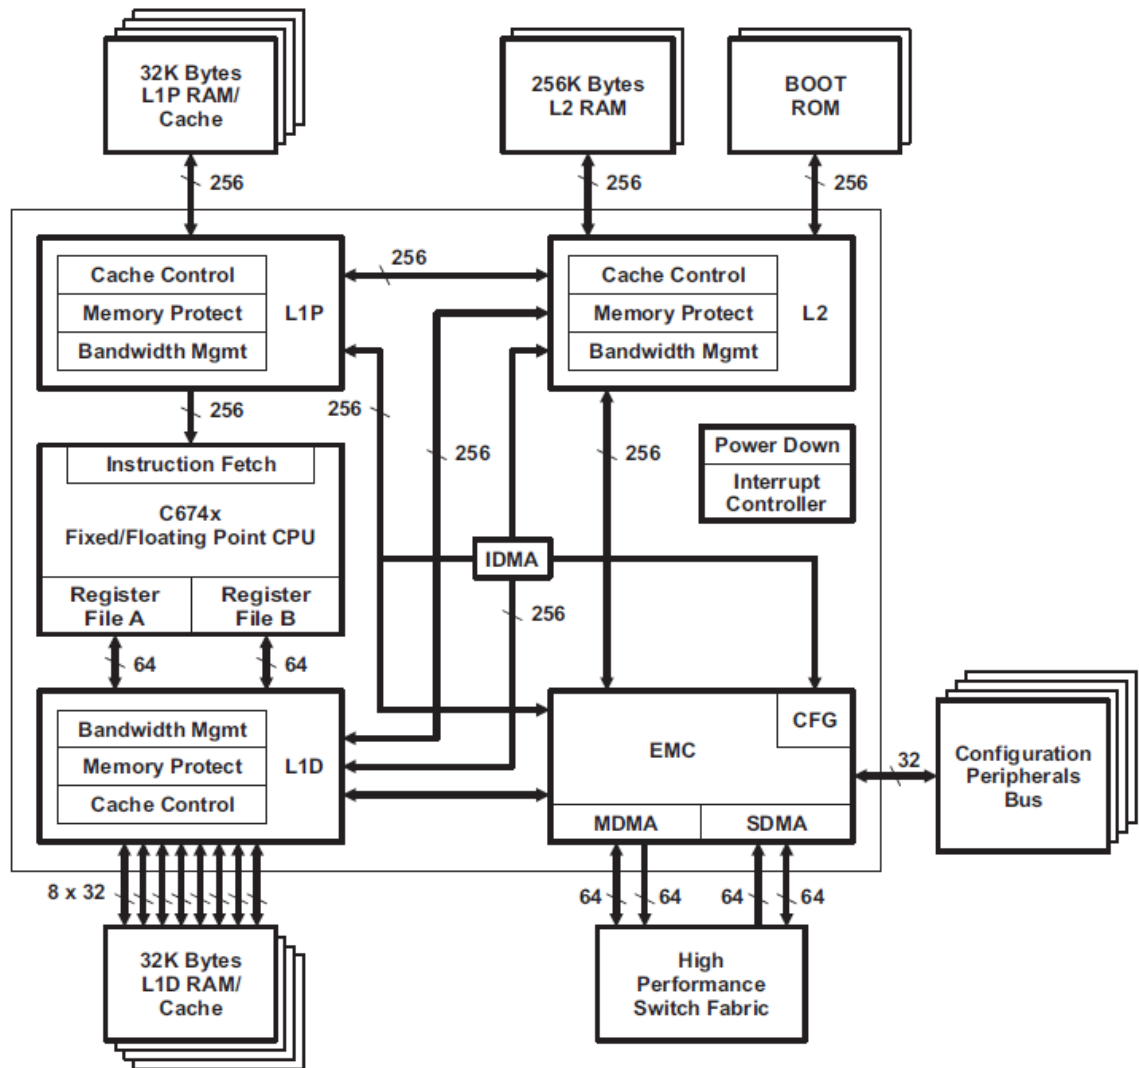 32K Bytes
L1P RAM/
Cache
256K Bytes
L2 RAM
BOOT
ROM
256
256
256
Cache Control
Memory Protect
Bandwidth Mgmt
L1P
256
Cache Control
Memory Protect
Bandwidth Mgmt
L2
256
256
256
256
Power Down
Interrupt
Controller
Instruction Fetch
C674x
Fixed/Floating Point CPU
Register
File A
Register
File B
IDMA
256
64
64
Bandwidth Mgmt
Memory Protect
Cache Control
L1D
EMC
CFG
MDMA
SDMA
32
Configuration
Peripherals
Bus
8 x 32
64
64
64
64
32K Bytes
L1D RAM/
Cache
High
Performance
Switch Fabric